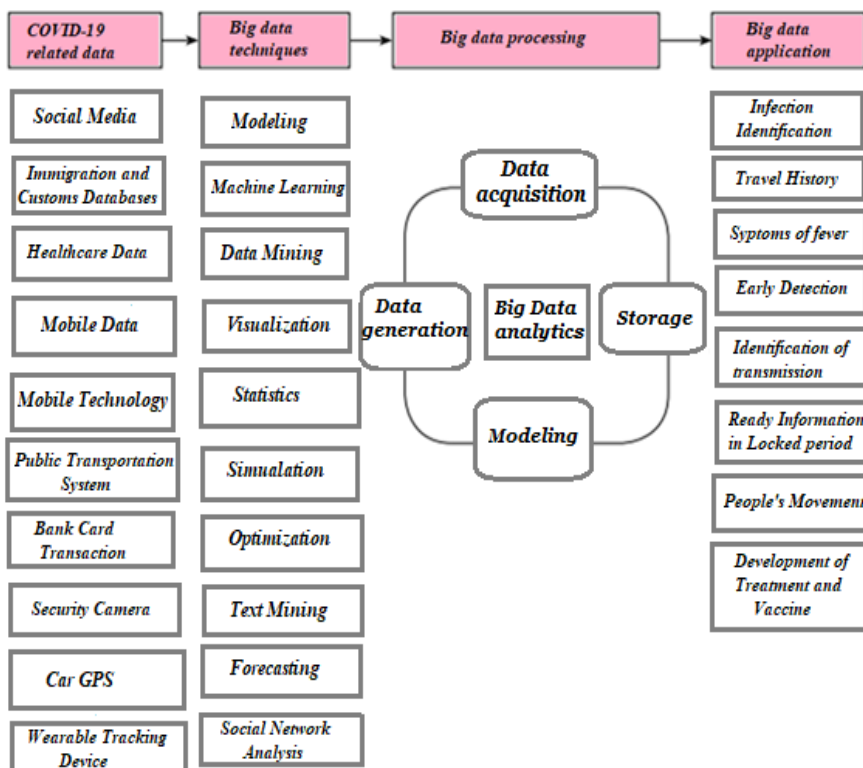 COVID-19
related data
Big data
techniques
Big data processing
Big data
application
Social Media
Immigration and
Customs Databases
Healthcare Data
Mobile Data
Mobile Technology
Public Transportation
System
Bank Card
Transaction
Security Camera
Car GPS
Wearable Tracking
Device
Modeling
Machine Learning
Data Mining
Visualization
Statistics
Simualation
Optimization
Text Mining
Forecasting
Social Network
Analysis
Data
acquisition
Data
generation
Big Data
analytics
Storage
Modeling
Infection
Identification
Travel History
Syptoms of fever
Early Detection
Identification of
transmission
Ready Information
in Locked period
People's Movement
Development of
Treatment and
Vaccine